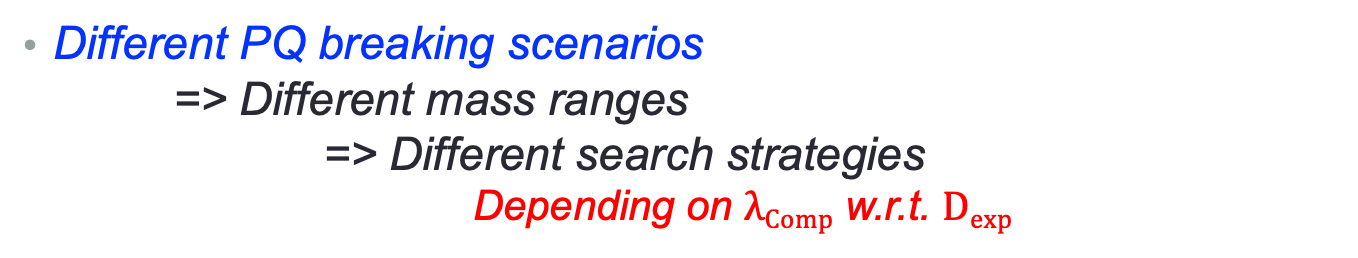 • Different PQ breaking scenarios
=> Different mass ranges
=> Different search strategies
Depending on λComp w.r.t. Dexp